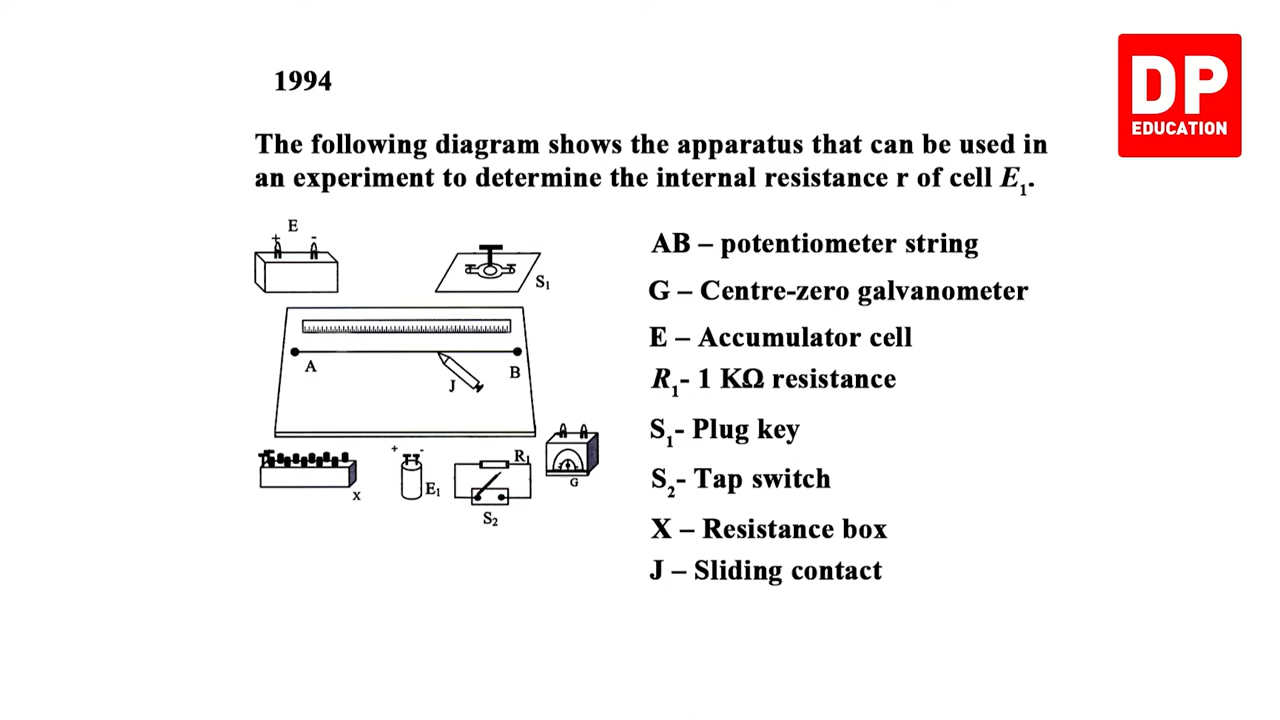 1994
DP
EDUCATION
The following diagram shows the apparatus that can be used in
an experiment to determine the internal resistance r of cell E₁.
E
+ -
S₁
A
B
J
X
+ -
E₁
R₁
S₂
G
AB – potentiometer string
G – Centre-zero galvanometer
E – Accumulator cell
R₁- 1 KΩ resistance
S₁- Plug key
S₂- Tap switch
X – Resistance box
J – Sliding contact